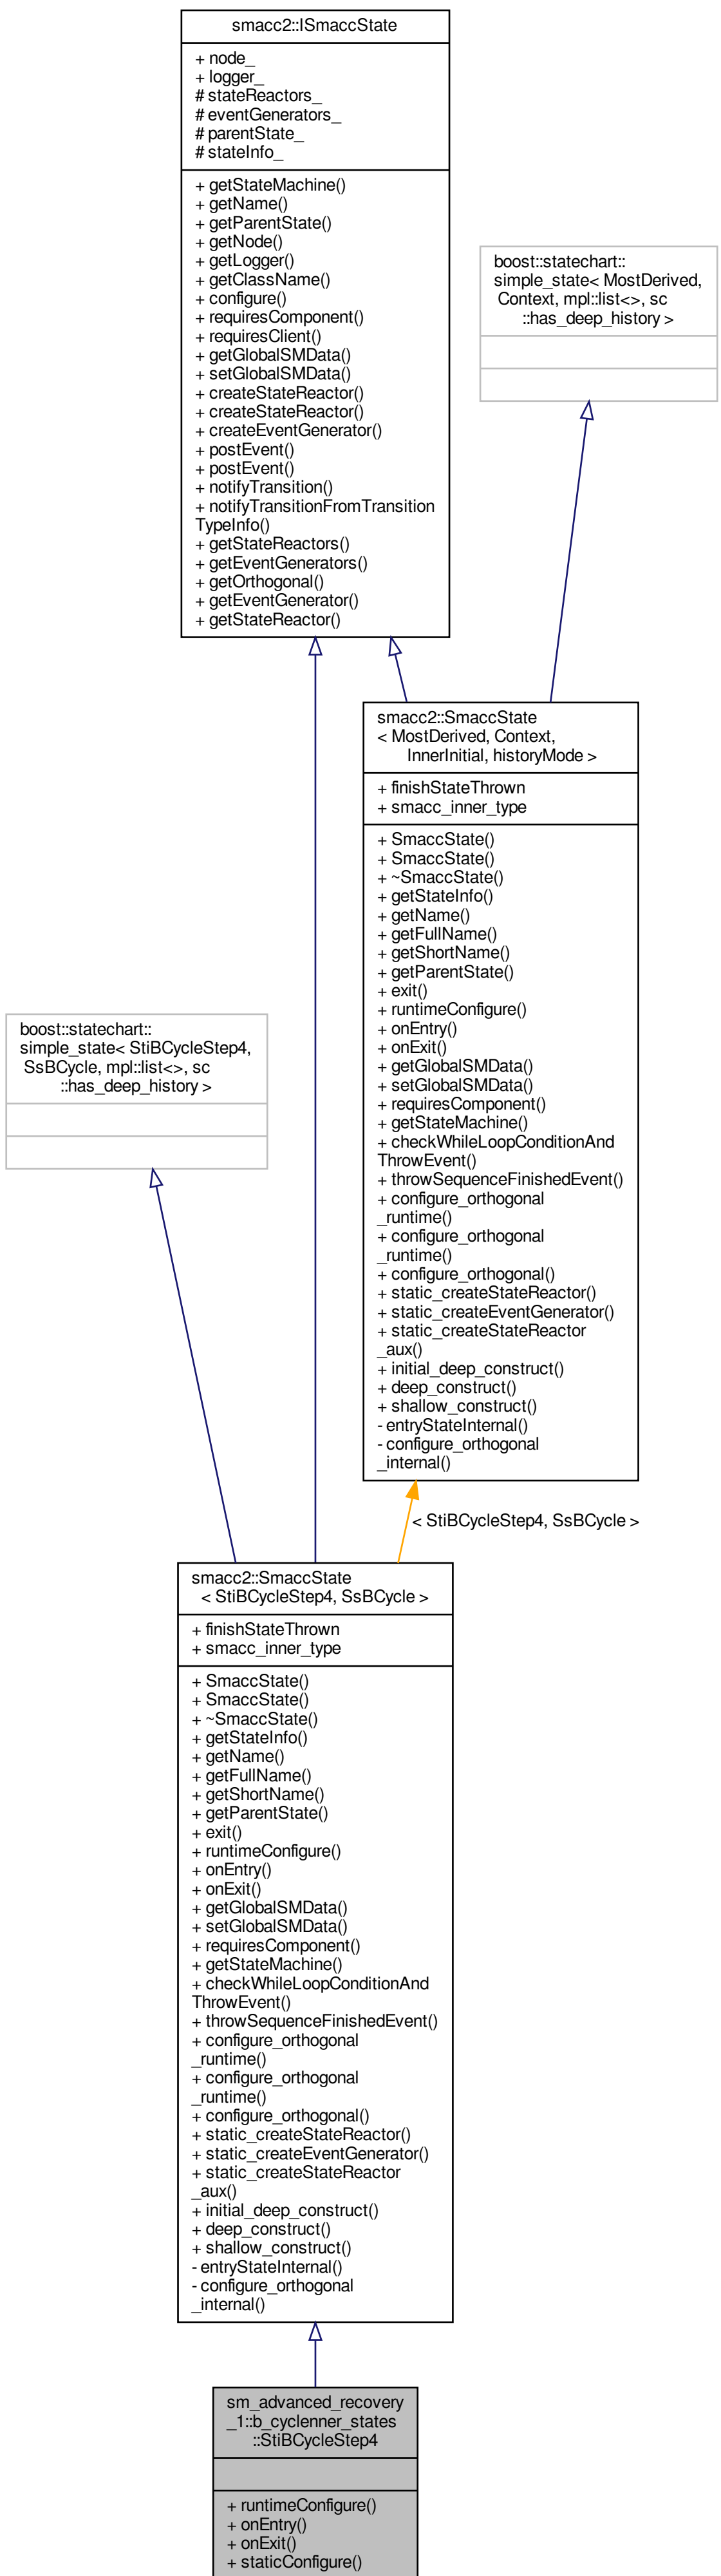 smacc2::ISmaccState
+ node_
+ logger_
# stateReactors_
# eventGenerators_
# parentState_
# stateInfo_
+ getStateMachine()
+ getName()
+ getParentState()
+ getNode()
+ getLogger()
+ getClassName()
+ configure()
+ requiresComponent()
+ requiresClient()
+ getGlobalSMData()
+ setGlobalSMData()
+ createStateReactor()
+ createStateReactor()
+ createEventGenerator()
+ postEvent()
+ postEvent()
+ notifyTransition()
+ notifyTransitionFromTransition
TypeInfo()
+ getStateReactors()
+ getEventGenerators()
+ getOrthogonal()
+ getEventGenerator()
+ getStateReactor()
boost::statechart::
simple_state< MostDerived,
Context, mpl::list<>, sc
::has_deep_history >
smacc2::SmaccState
< MostDerived, Context,
InnerInitial, historyMode >
+ finishStateThrown
+ smacc_inner_type
+ SmaccState()
+ SmaccState()
+ ~SmaccState()
+ getStateInfo()
+ getName()
+ getFullName()
+ getShortName()
+ getParentState()
+ exit()
+ runtimeConfigure()
+ onEntry()
+ onExit()
+ getGlobalSMData()
+ setGlobalSMData()
+ requiresComponent()
+ getStateMachine()
+ checkWhileLoopConditionAnd
ThrowEvent()
+ throwSequenceFinishedEvent()
+ configure_orthogonal
_runtime()
+ configure_orthogonal
_runtime()
+ configure_orthogonal()
+ static_createStateReactor()
+ static_createEventGenerator()
+ static_createStateReactor
_aux()
+ initial_deep_construct()
+ deep_construct()
+ shallow_construct()
- entryStateInternal()
- configure_orthogonal
_internal()
boost::statechart::
simple_state< StiBCycleStep4,
SsBCycle, mpl::list<>, sc
::has_deep_history >
< StiBCycleStep4, SsBCycle >
smacc2::SmaccState
< StiBCycleStep4, SsBCycle >
+ finishStateThrown
+ smacc_inner_type
+ SmaccState()
+ SmaccState()
+ ~SmaccState()
+ getStateInfo()
+ getName()
+ getFullName()
+ getShortName()
+ getParentState()
+ exit()
+ runtimeConfigure()
+ onEntry()
+ onExit()
+ getGlobalSMData()
+ setGlobalSMData()
+ requiresComponent()
+ getStateMachine()
+ checkWhileLoopConditionAnd
ThrowEvent()
+ throwSequenceFinishedEvent()
+ configure_orthogonal
_runtime()
+ configure_orthogonal
_runtime()
+ configure_orthogonal()
+ static_createStateReactor()
+ static_createEventGenerator()
+ static_createStateReactor
_aux()
+ initial_deep_construct()
+ deep_construct()
+ shallow_construct()
- entryStateInternal()
- configure_orthogonal
_internal()
sm_advanced_recovery
_1::b_cyclenner_states
::StiBCycleStep4
+ runtimeConfigure()
+ onEntry()
+ onExit()
+ staticConfigure()